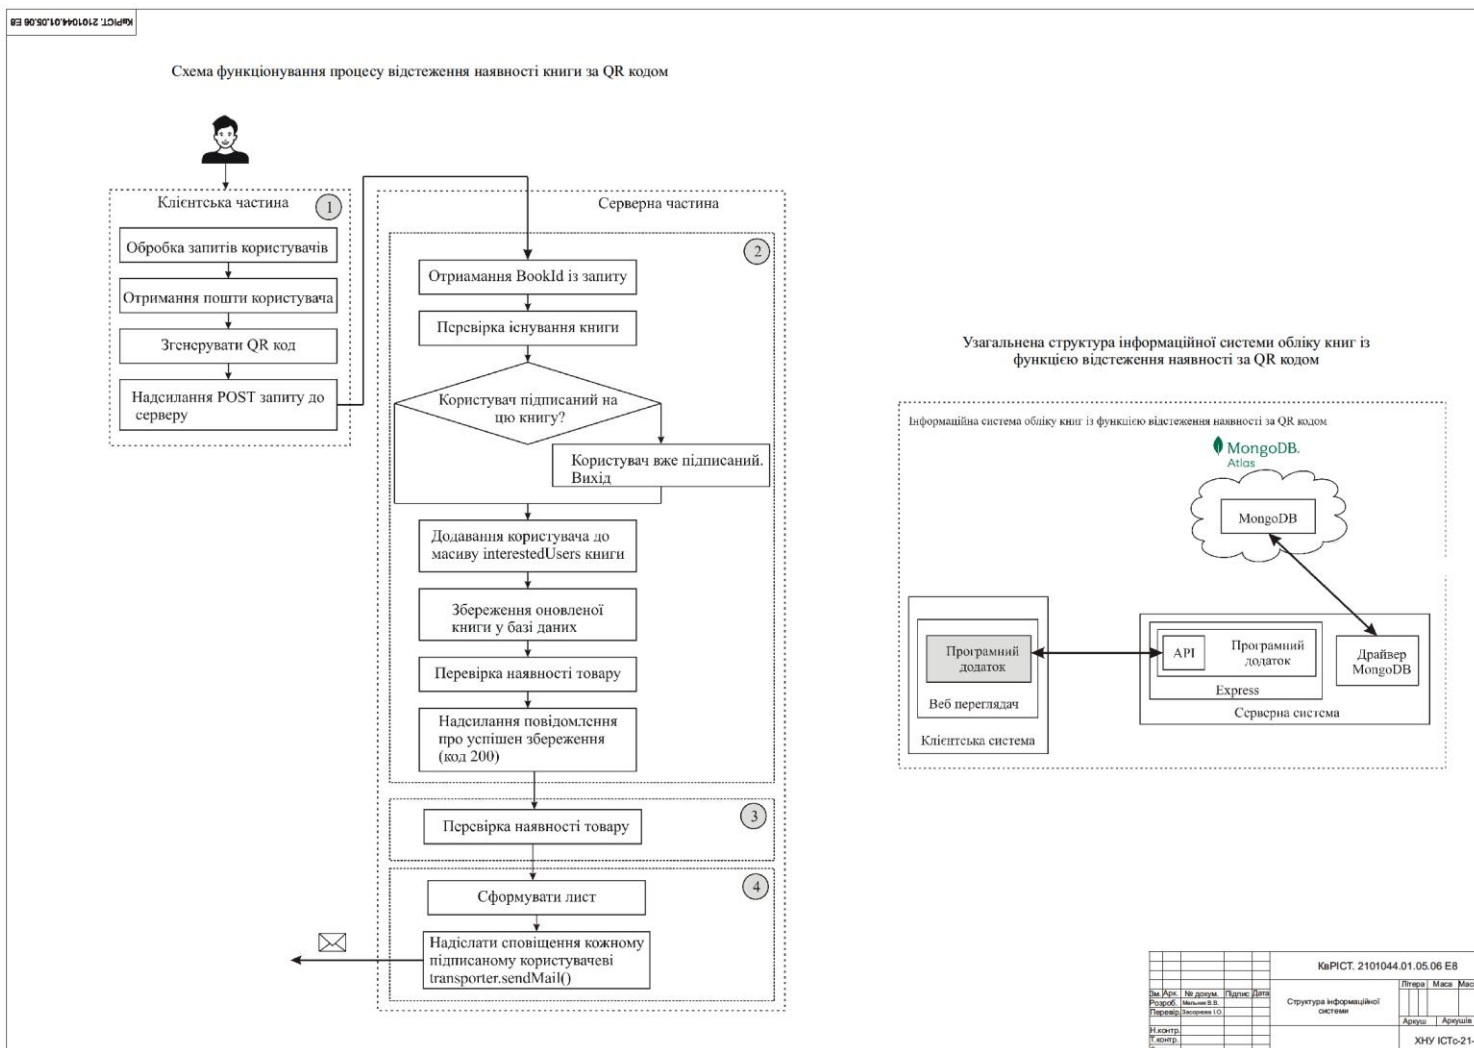 КвРІСТ. 2101044.01.05.06 Е8
Схема функціонування процесу відстеження наявності книги за QR кодом
Клієнтська частина
1
Обробка запитів користувачів
Отримання пошти користувача
Згенерувати QR код
Надсилання POST запиту до
серверу
Серверна частина
2
Отриамання BookId із запиту
Перевірка існування книги
Користувач підписаний на
цю книгу?
Користувач вже підписаний.
Вихід
Додавання користувача до
масиву interestedUsers книги
Збереження оновленої
книги у базі даних
Перевірка наявності товару
Надсилання повідомлення
про успішен збереження
(код 200)
3
Перевірка наявності товару
4
Сформувати лист
Надіслати сповіщення кожному
підписаному користувачеві
transporter.sendMail()
Узагальнена структура інформаційної системи обліку книг із
функцією відстеження наявності за QR кодом
Інформаційна система обліку книг із функцією відстеження наявності за QR кодом
MongoDB.
Atlas
MongoDB
Програмний
додаток
Веб переглядач
Клієнтська система
API
Програмний
додаток
Express
Драйвер
MongoDB
Серверна система
КвРІСТ. 2101044.01.05.06 Е8
Зм. Арк. № докум. Підпис Дата
Розроб. Мельник В.В.
Перевір.
Н.контр.
Т.контр.
Структура інформаційної
системи
Літера Маса
Аркуш Аркушів
ХНУ ІСТс-21-